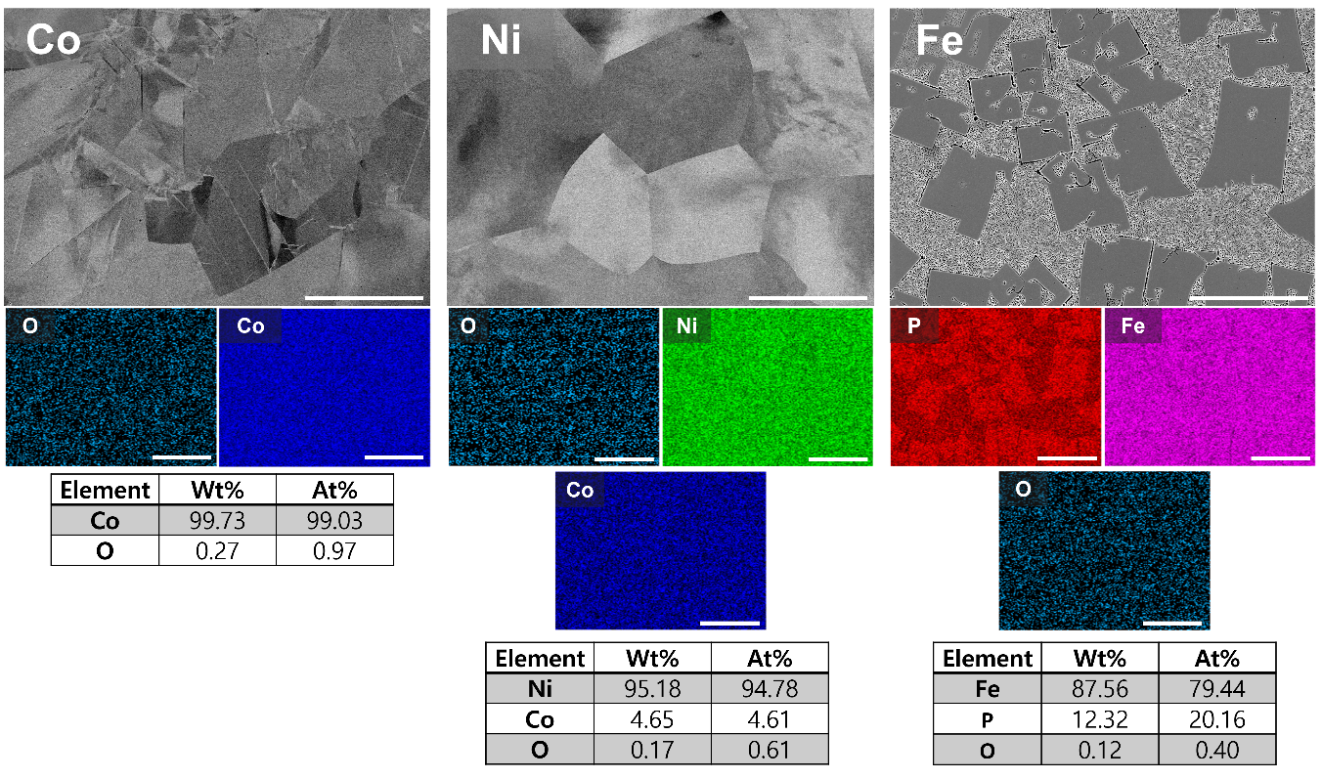 Co
Ni
Fe
O
Co
O
Ni
P
Fe
Element Wt% At%
Co 99.73 99.03
O 0.27 0.97
Co
O
Element Wt% At%
Ni 95.18 94.78
Co 4.65 4.61
O 0.17 0.61
Element Wt% At%
Fe 87.56 79.44
P 12.32 20.16
O 0.12 0.40